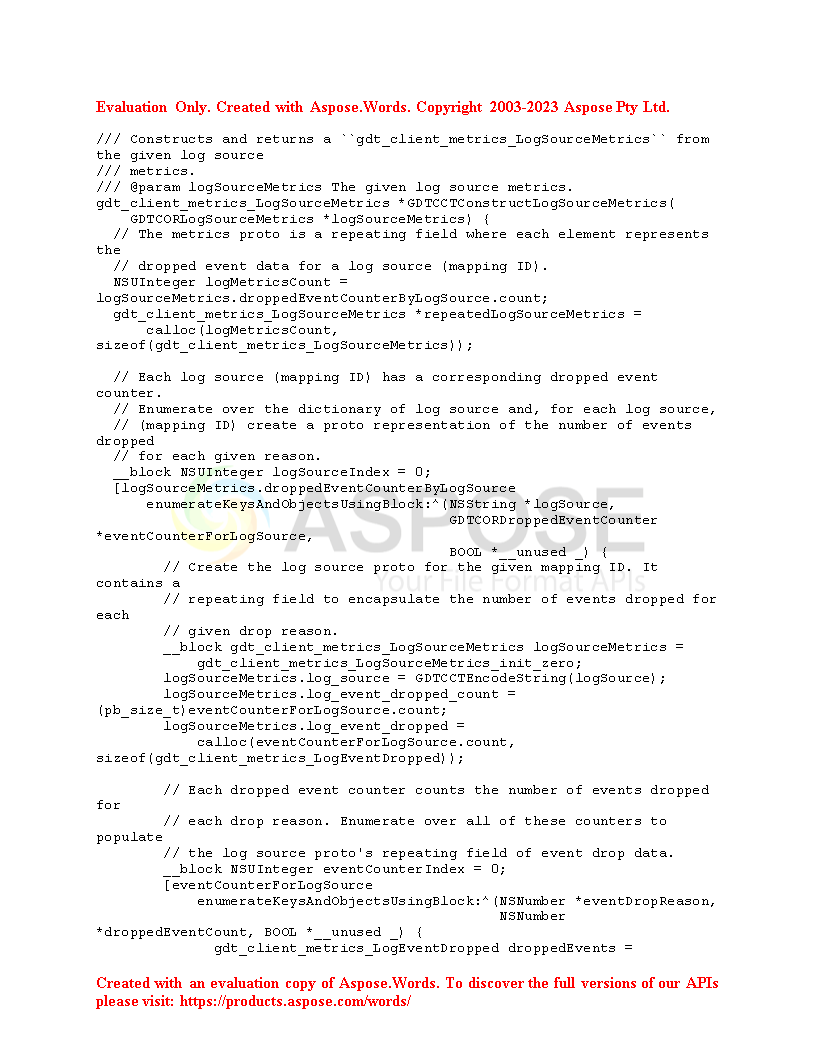 Evaluation Only. Created with Aspose.Words. Copyright 2003-2023 Aspose Pty Ltd.
/// Constructs and returns a ``gdt_client_metrics_LogSourceMetrics`` from
the given log source
/// metrics.
/// @param logSourceMetrics The given log source metrics.
gdt_client_metrics_LogSourceMetrics *GDTCCTConstructLogSourceMetrics(
    GDTCORLogSourceMetrics *logSourceMetrics) {
  // The metrics proto is a repeating field where each element represents
the
  // dropped event data for a log source (mapping ID).
  NSUInteger logMetricsCount =
logSourceMetrics.droppedEventCounterByLogSource.count;
  gdt_client_metrics_LogSourceMetrics *repeatedLogSourceMetrics =
      calloc(logMetricsCount,
sizeof(gdt_client_metrics_LogSourceMetrics));

  // Each log source (mapping ID) has a corresponding dropped event
counter.
  // Enumerate over the dictionary of log source and, for each log source,
  // (mapping ID) create a proto representation of the number of events
dropped
  // for each given reason.
  __block NSUInteger logSourceIndex = 0;
  [logSourceMetrics.droppedEventCounterByLogSource
      enumerateKeysAndObjectsUsingBlock:^(NSString *logSource,
                                          GDTCORDroppedEventCounter
*eventCounterForLogSource,
                                          BOOL *__unused _) {
        // Create the log source proto for the given mapping ID. It
contains a
        // repeating field to encapsulate the number of events dropped for
each
        // given drop reason.
        __block gdt_client_metrics_LogSourceMetrics logSourceMetrics =
            gdt_client_metrics_LogSourceMetrics_init_zero;
        logSourceMetrics.log_source = GDTCCTEncodeString(logSource);
        logSourceMetrics.log_event_dropped_count =
(pb_size_t)eventCounterForLogSource.count;
        logSourceMetrics.log_event_dropped =
            calloc(eventCounterForLogSource.count,
sizeof(gdt_client_metrics_LogEventDropped));

        // Each dropped event counter counts the number of events dropped
for
        // each drop reason. Enumerate over all of these counters to
populate
        // the log source proto's repeating field of event drop data.
        __block NSUInteger eventCounterIndex = 0;
        [eventCounterForLogSource
            enumerateKeysAndObjectsUsingBlock:^(NSNumber *eventDropReason,
                                                NSNumber
*droppedEventCount, BOOL *__unused _) {
              gdt_client_metrics_LogEventDropped droppedEvents =
ASPOSE
Your File Format APIs
Created with an evaluation copy of Aspose.Words. To discover the full versions of our APIs
please visit: https://products.aspose.com/words/